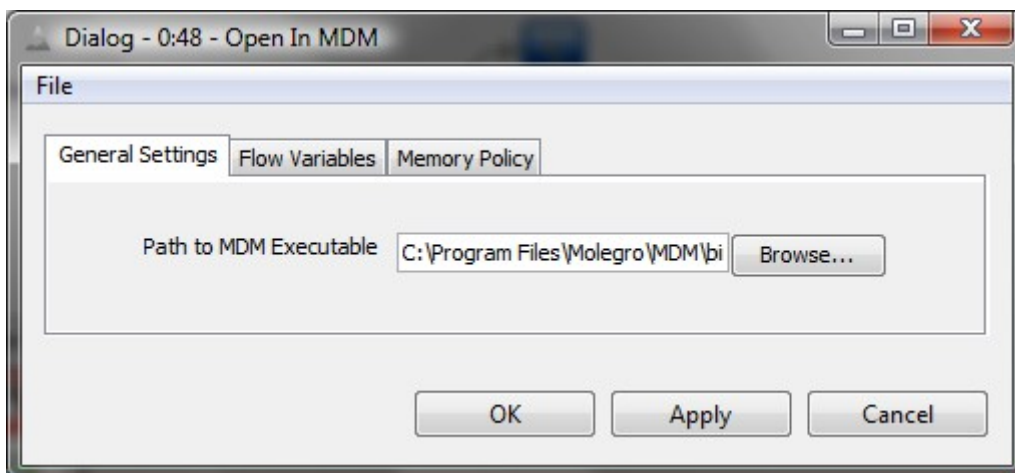 Dialog - 0:48 - Open In MDM
File
General Settings Flow Variables Memory Policy
Path to MDM Executable C:\Program Files\Molegro\MDM\bi Browse...
OK Apply Cancel